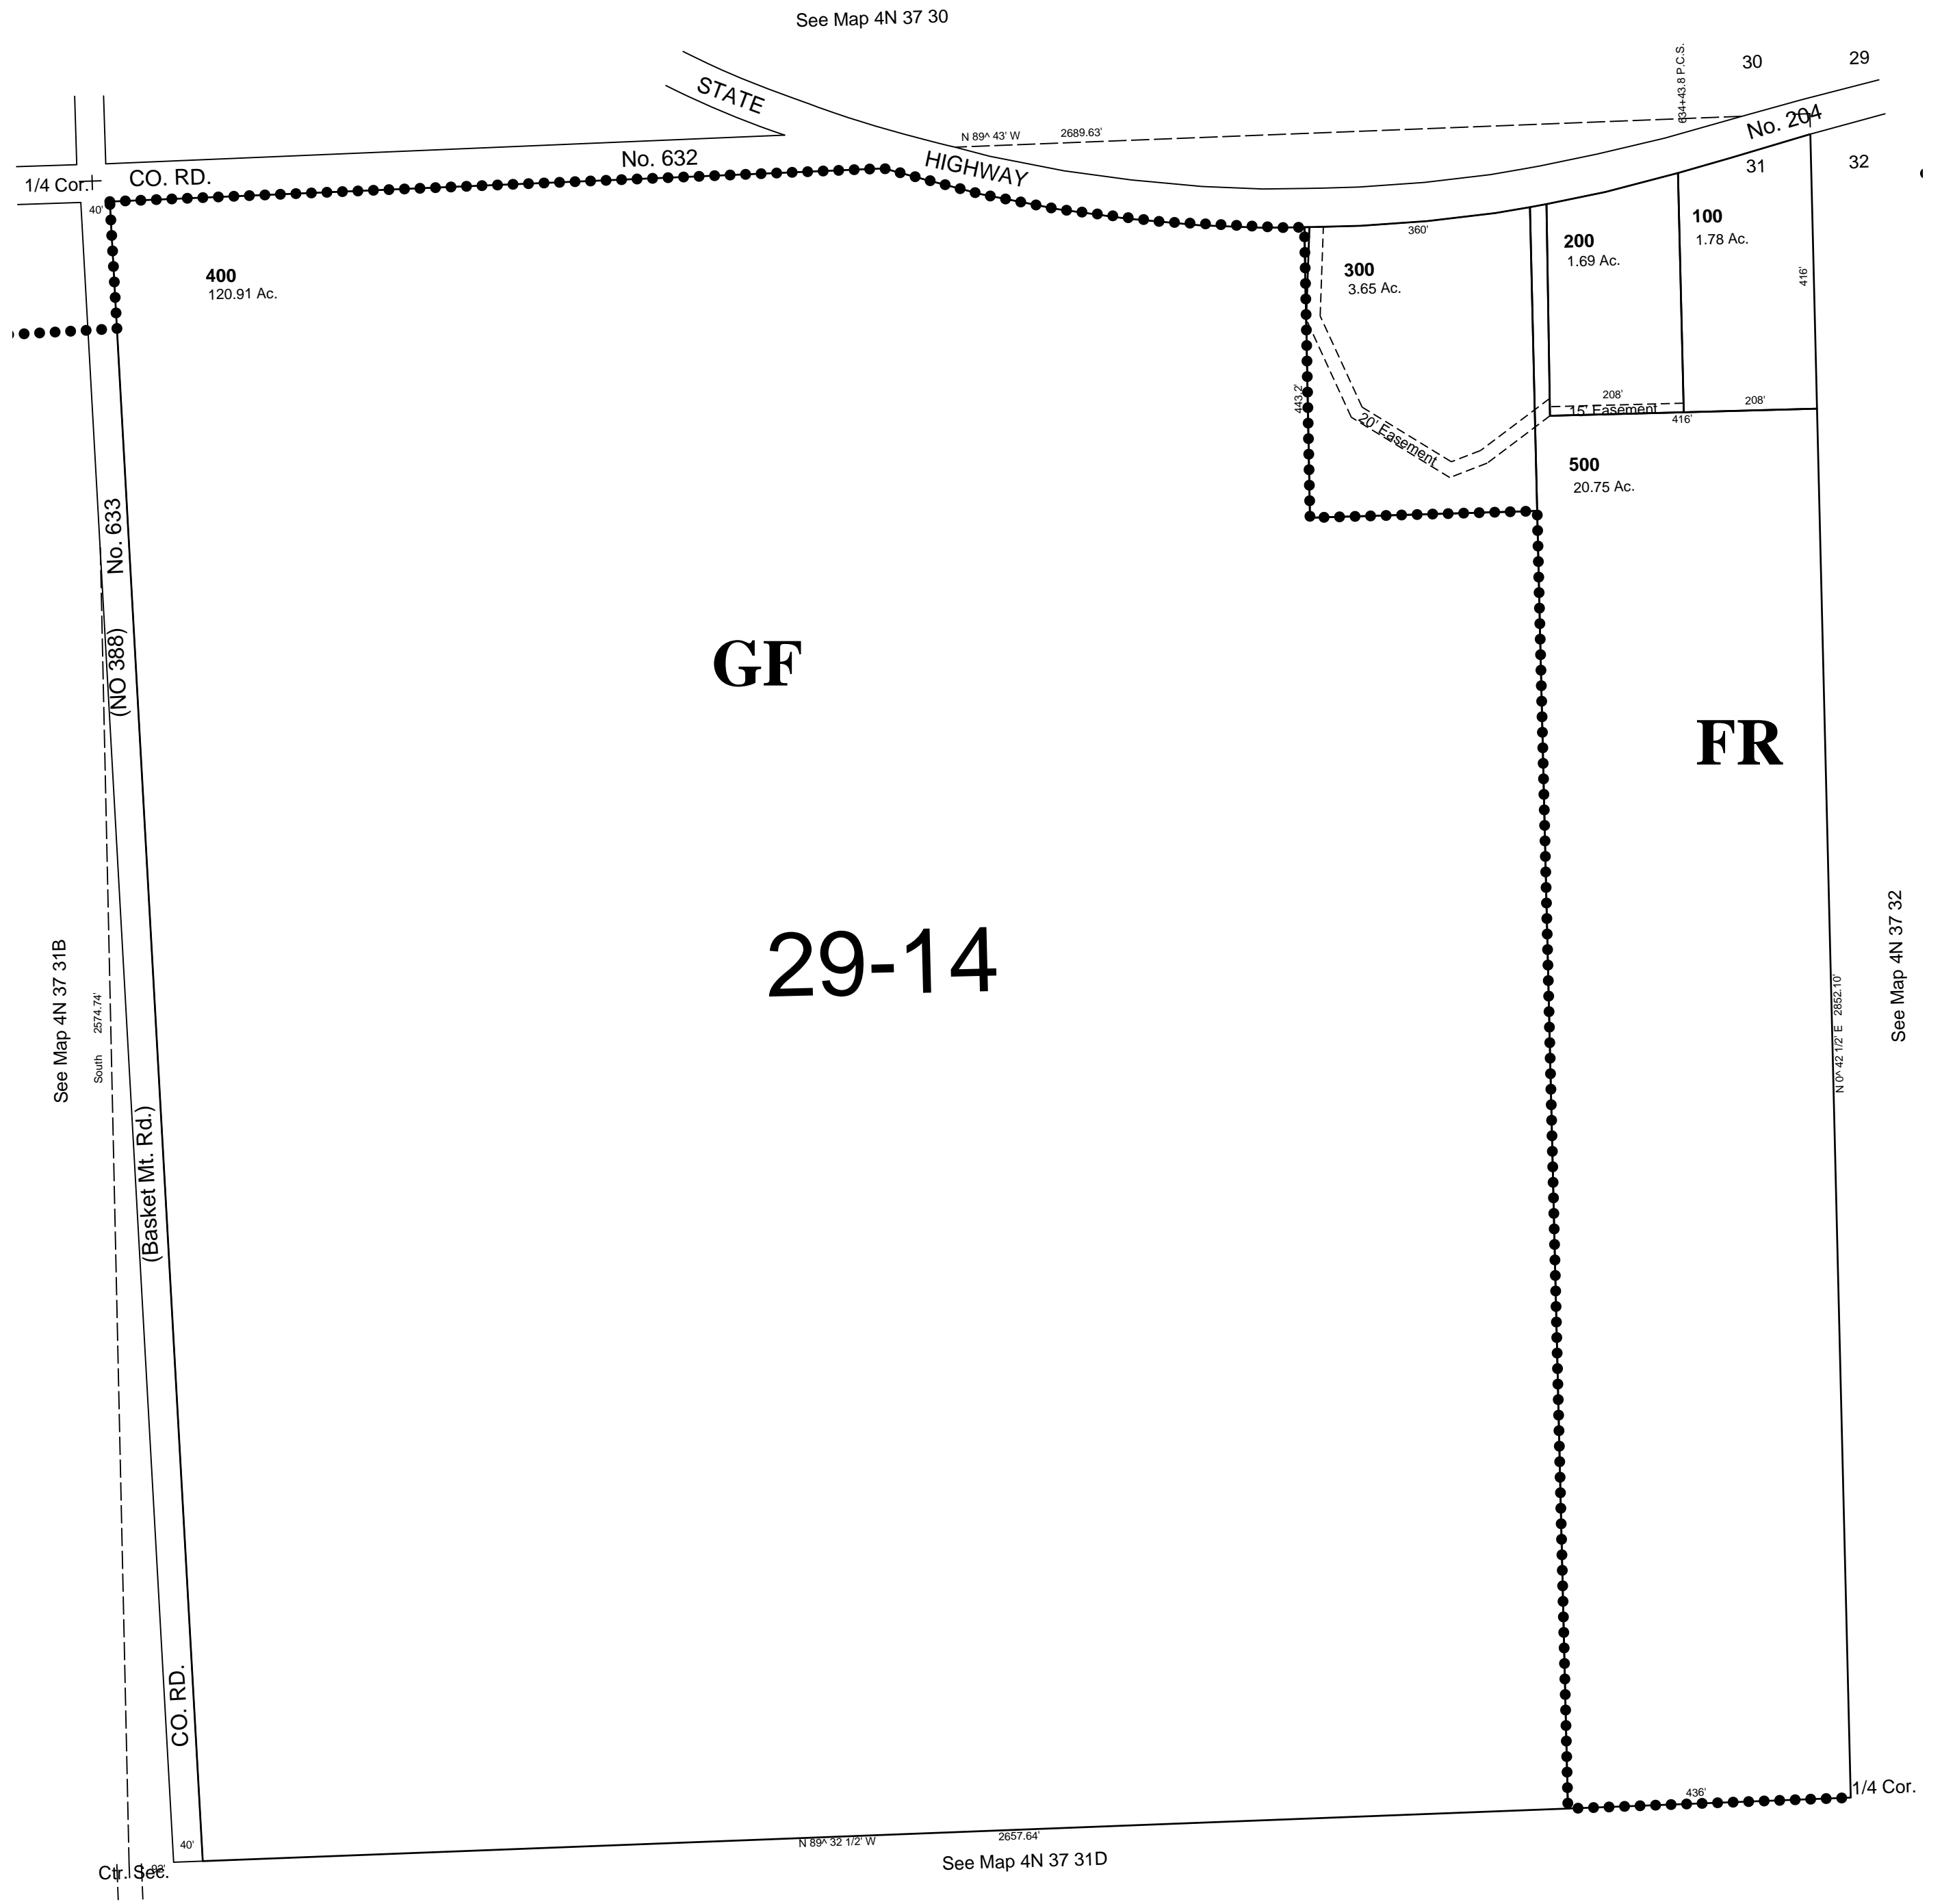 See Map 4N 37 30
STATE
HIGHWAY
No. 204
N 89^ 43' W 2689.63'
634+43.8 P.C.S.
30
29
31
32
1/4 Cor.
CO. RD.
No. 632
40'
400
120.91 Ac.
360'
300
3.65 Ac.
200
1.69 Ac.
100
1.78 Ac.
416'
443.2'
20' Easement
208'
15' Easement
208'
416'
500
20.75 Ac.
No. 633
(NO 388)
GF
FR
29-14
See Map 4N 37 31B
South 2574.74'
(Basket Mt. Rd.)
N 0^ 42 1/2' E 2852.10'
See Map 4N 37 32
CO. RD.
436'
1/4 Cor.
40'
N 89^ 32 1/2' W 2657.64'
Ctr. Sec.
See Map 4N 37 31D